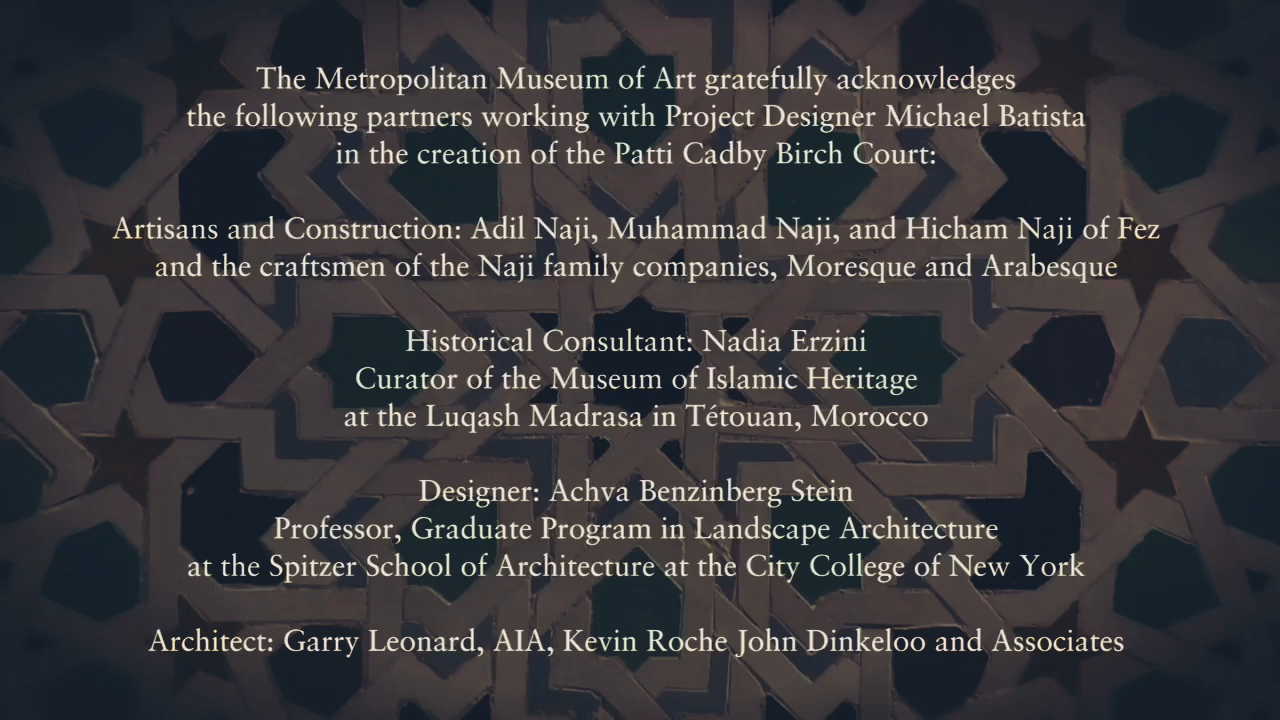 The Metropolitan Museum of Art gratefully acknowledges
the following partners working with Project Designer Michael Batista
in the creation of the Patti Cadby Birch Court:
Artisans and Construction: Adil Naji, Muhammad Naji, and Hicham Naji of Fez
and the craftsmen of the Naji family companies, Moresque and Arabesque
Historical Consultant: Nadia Erzini
Curator of the Museum of Islamic Heritage
at the Luqash Madrasa in Tétouan, Morocco
Designer: Achva Benzinberg Stein
Professor, Graduate Program in Landscape Architecture
at the Spitzer School of Architecture at the City College of New York
Architect: Garry Leonard, AIA, Kevin Roche John Dinkeloo and Associates